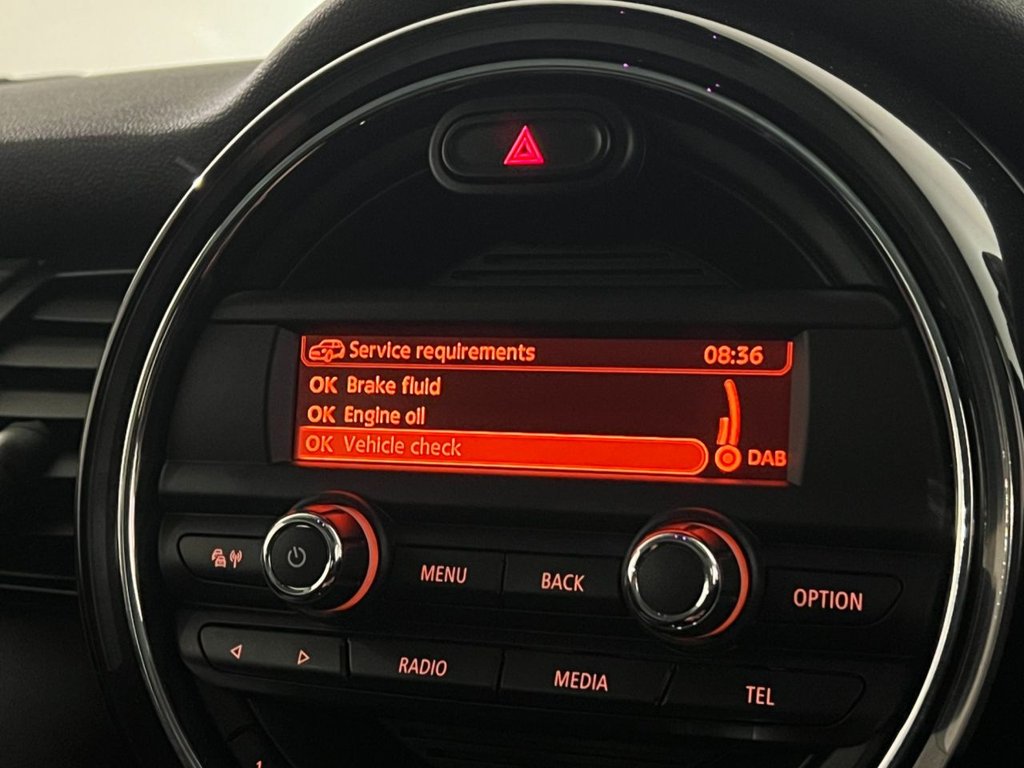 Service requirements 08:36
OK Brake fluid
OK Engine oil
OK Vehicle check
DAB
MENU BACK OPTION
RADIO MEDIA TEL
1